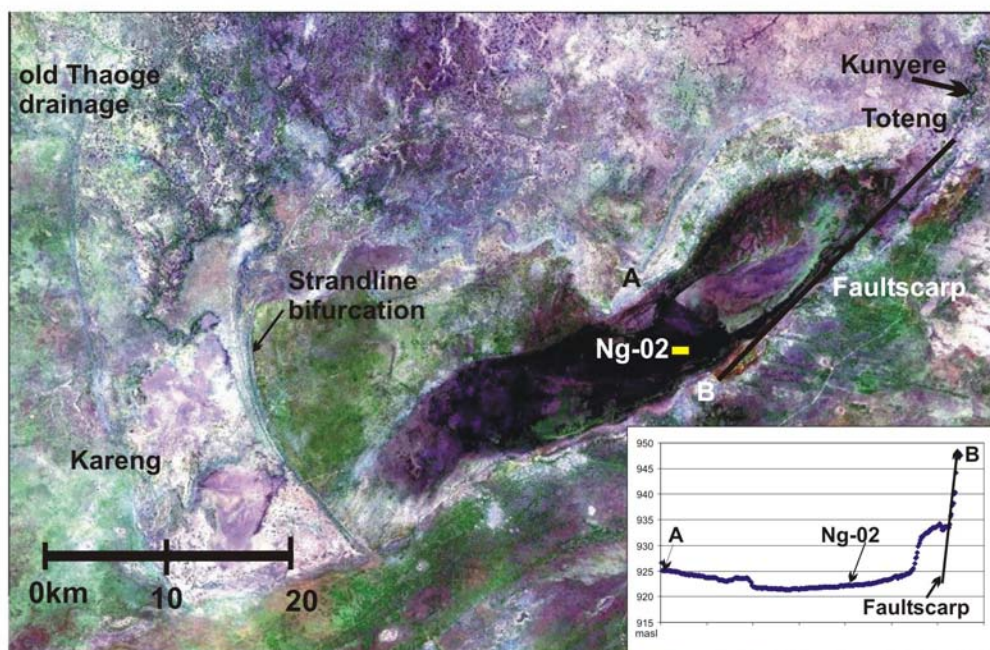 old Thaoge
drainage
Kunyere
Toteng
A
Strandline
bifurcation
Faultscarp
Ng-02
B
Kareng
0km
10
20
950
945
940
935
930
925
920
915
masl
A
Ng-02
B
Faultscarp